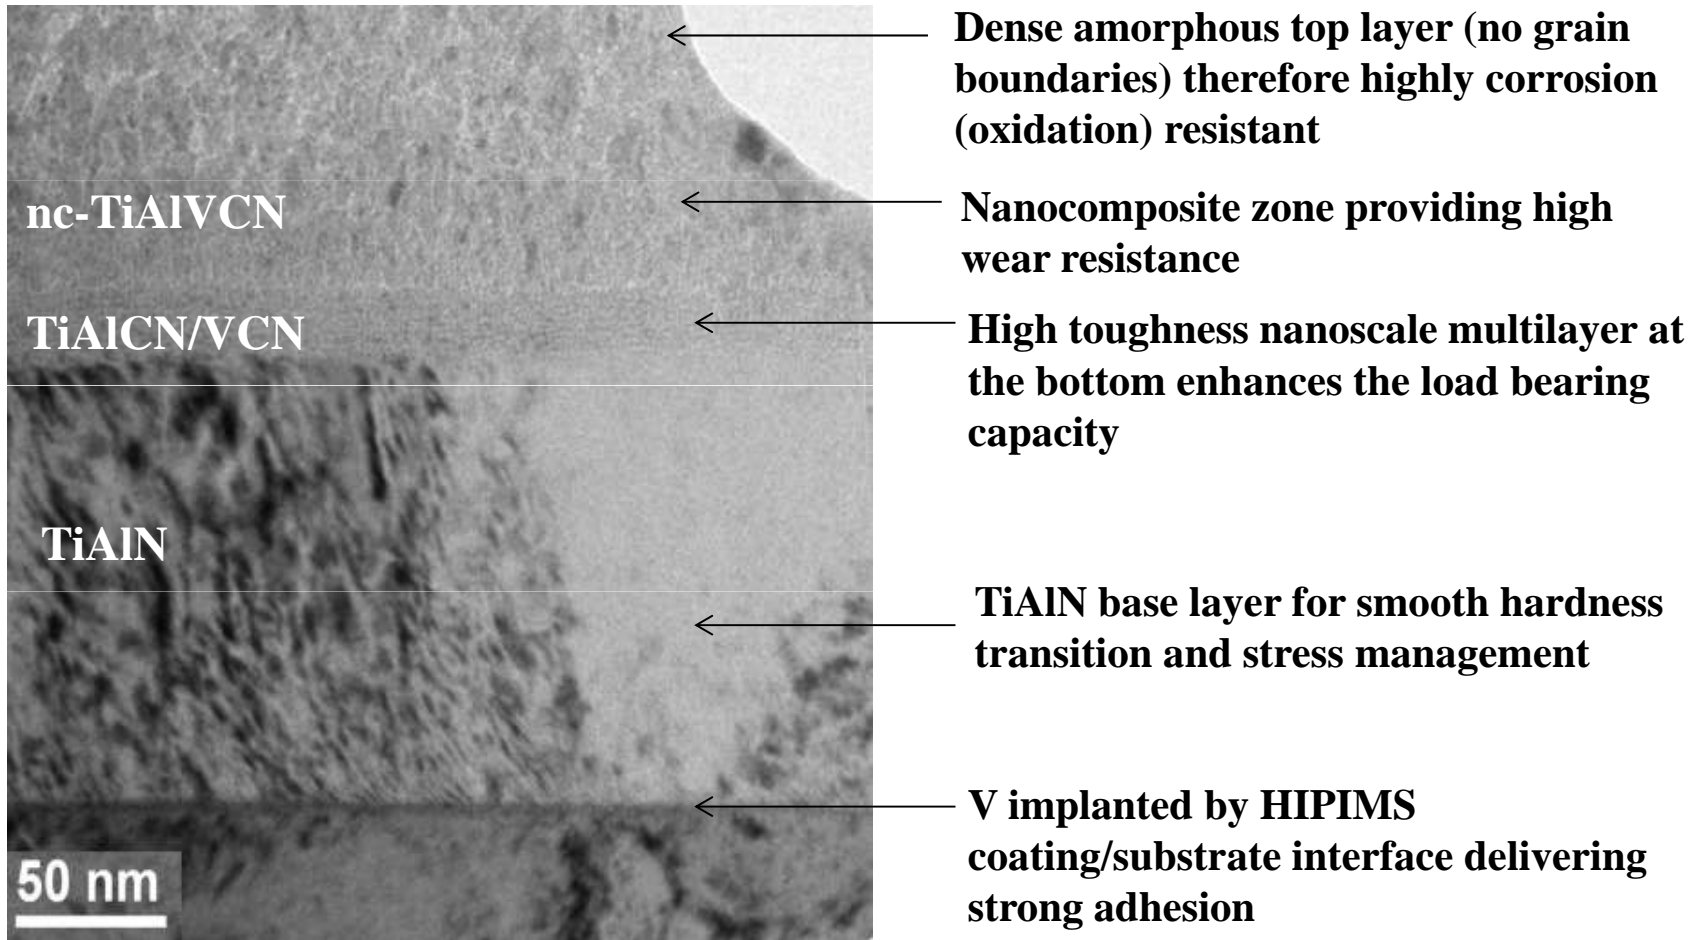 Dense amorphous top layer (no grain
boundaries) therefore highly corrosion
(oxidation) resistant
nc-TiAlVCN
Nanocomposite zone providing high
wear resistance
TiAlCN/VCN
High toughness nanoscale multilayer at
the bottom enhances the load bearing
capacity
TiAlN
TiAlN base layer for smooth hardness
transition and stress management
V implanted by HIPIMS
coating/substrate interface delivering
strong adhesion
50 nm